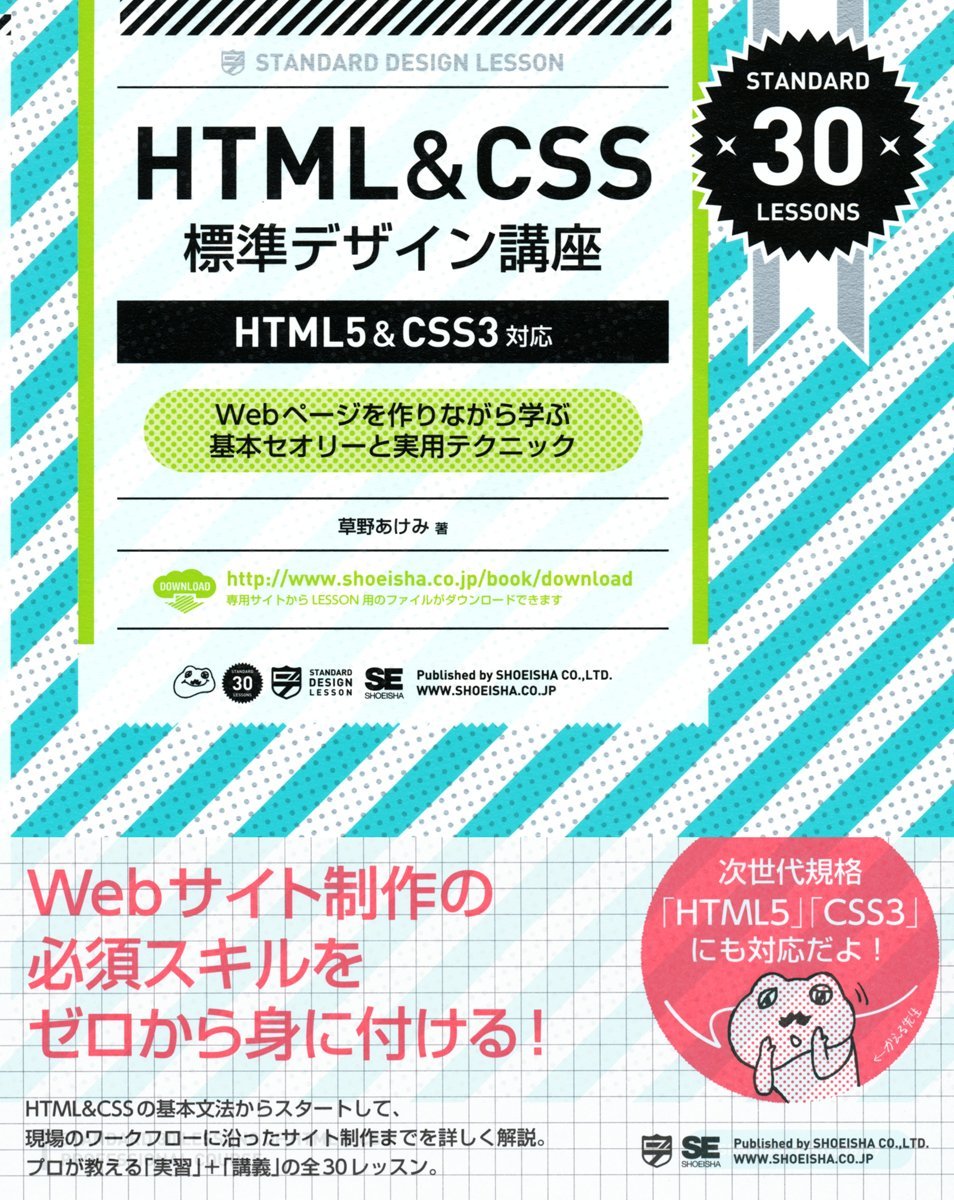 STANDARD DESIGN LESSON
HTML&CSS
標準デザイン講座
HTML5&CSS3対応
Webページを作りながら学ぶ
基本セオリーと実用テクニック
草野あけみ 著
DOWNLOAD
http://www.shoeisha.co.jp/book/download
専用サイトからLESSON用のファイルがダウンロードできます
STANDARD
30
LESSONS
STANDARD
DESIGN
LESSON
SE
SHOEISHA
Published by SHOEISHA CO.,LTD.
WWW.SHOEISHA.CO.JP
STANDARD
30
LESSONS
Webサイト制作の
必須スキルを
ゼロから身に付ける!
HTML&CSSの基本文法からスタートして、
現場のワークフローに沿ったサイト制作までを詳しく解説。
プロが教える「実習」+「講義」の全30レッスン。
次世代規格
「HTML5」「CSS3」
にも対応だよ!
←かえる先生
SE
SHOEISHA
Published by SHOEISHA CO.,LTD.
WWW.SHOEISHA.CO.JP